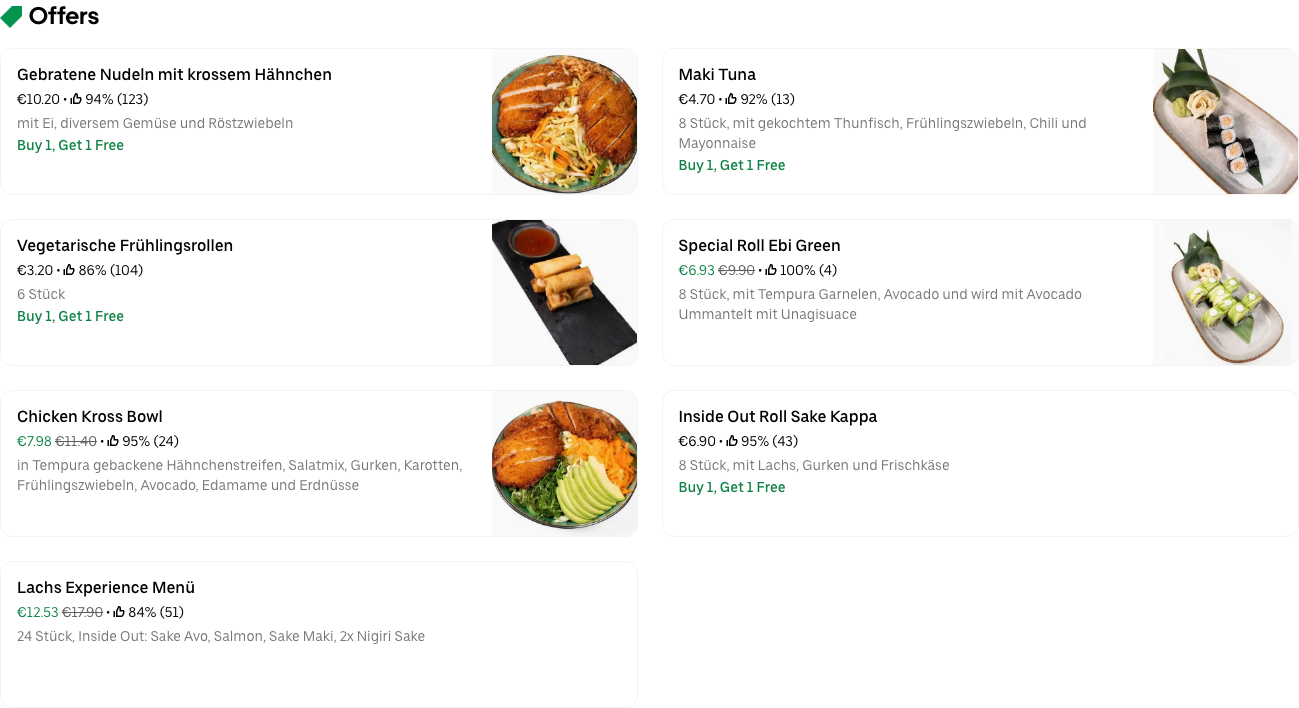 Offers
Gebratene Nudeln mit krossem Hähnchen
€10.20 • 94% (123)
mit Ei, diversem Gemüse und Röstzwiebeln
Buy 1, Get 1 Free
Maki Tuna
€4.70 • 92% (13)
8 Stück, mit gekochtem Thunfisch, Frühlingszwiebeln, Chili und
Mayonnaise
Buy 1, Get 1 Free
Vegetarische Frühlingsrollen
€3.20 • 86% (104)
6 Stück
Buy 1, Get 1 Free
Special Roll Ebi Green
€6.93 €9.90 • 100% (4)
8 Stück, mit Tempura Garnelen, Avocado und wird mit Avocado
Ummantelt mit Unagisuace
Chicken Kross Bowl
€7.98 €11.40 • 95% (24)
in Tempura gebackene Hähnchenstreifen, Salatmix, Gurken, Karotten,
Frühlingszwiebeln, Avocado, Edamame und Erdnüsse
Inside Out Roll Sake Kappa
€6.90 • 95% (43)
8 Stück, mit Lachs, Gurken und Frischkäse
Buy 1, Get 1 Free
Lachs Experience Menü
€12.53 €17.90 • 84% (51)
24 Stück, Inside Out: Sake Avo, Salmon, Sake Maki, 2x Nigiri Sake